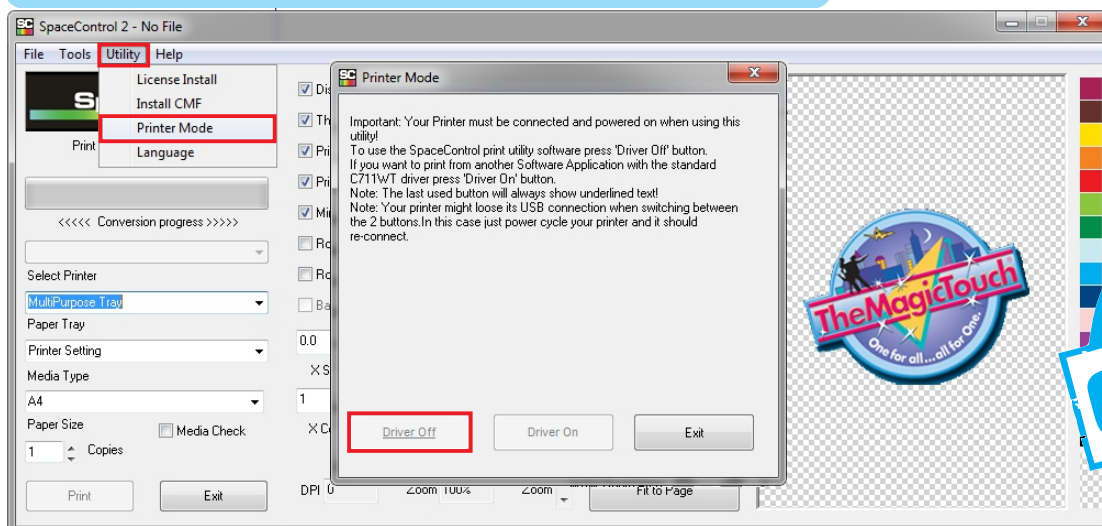 SpaceControl 2 - No File
File Tools Utility Help
License Install
Install CMF
Printer Mode
Language
Print
<<<<< Conversion progress >>>>>
Select Printer
MultiPurpose Tray
Paper Tray
Printer Setting
Media Type
A4
Paper Size
Media Check
1 Copies
Print Exit
Printer Mode
Important: Your Printer must be connected and powered on when using this
utility!
To use the SpaceControl print utility software press 'Driver Off' button.
If you want to print from another Software Application with the standard
C711WT driver press 'Driver On' button.
Note: The last used button will always show underlined text!
Note: Your printer might loose its USB connection when switching between
the 2 buttons.In this case just power cycle your printer and it should
re-connect.
Driver Off Driver On Exit
0.0
1
DPI 0 Zoom 100% Zoom Fit to Page
TheMagicTouch
One for all...all for One.